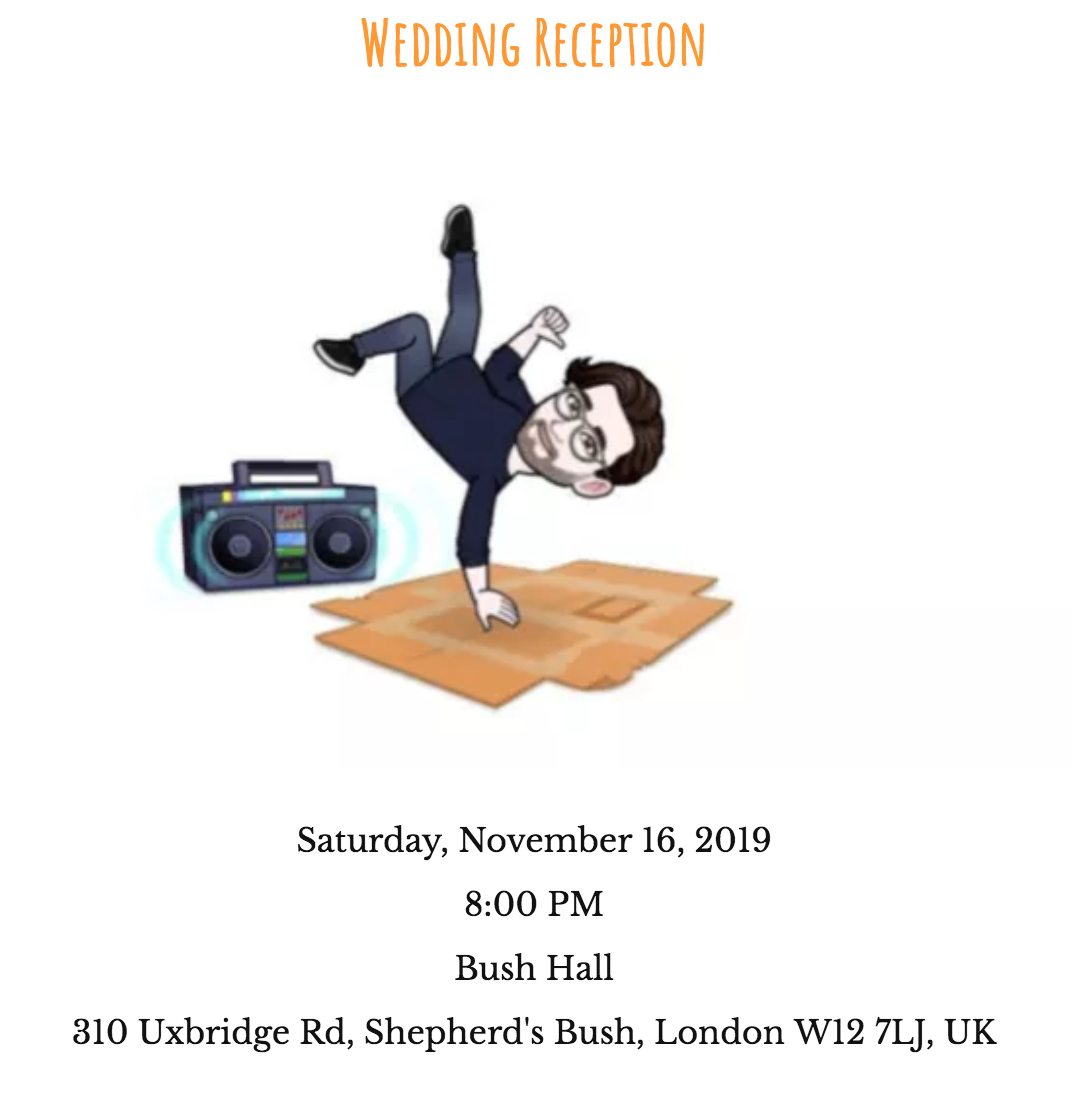 Wedding Reception
Saturday, November 16, 2019
8:00 PM
Bush Hall
310 Uxbridge Rd, Shepherd's Bush, London W12 7LJ, UK